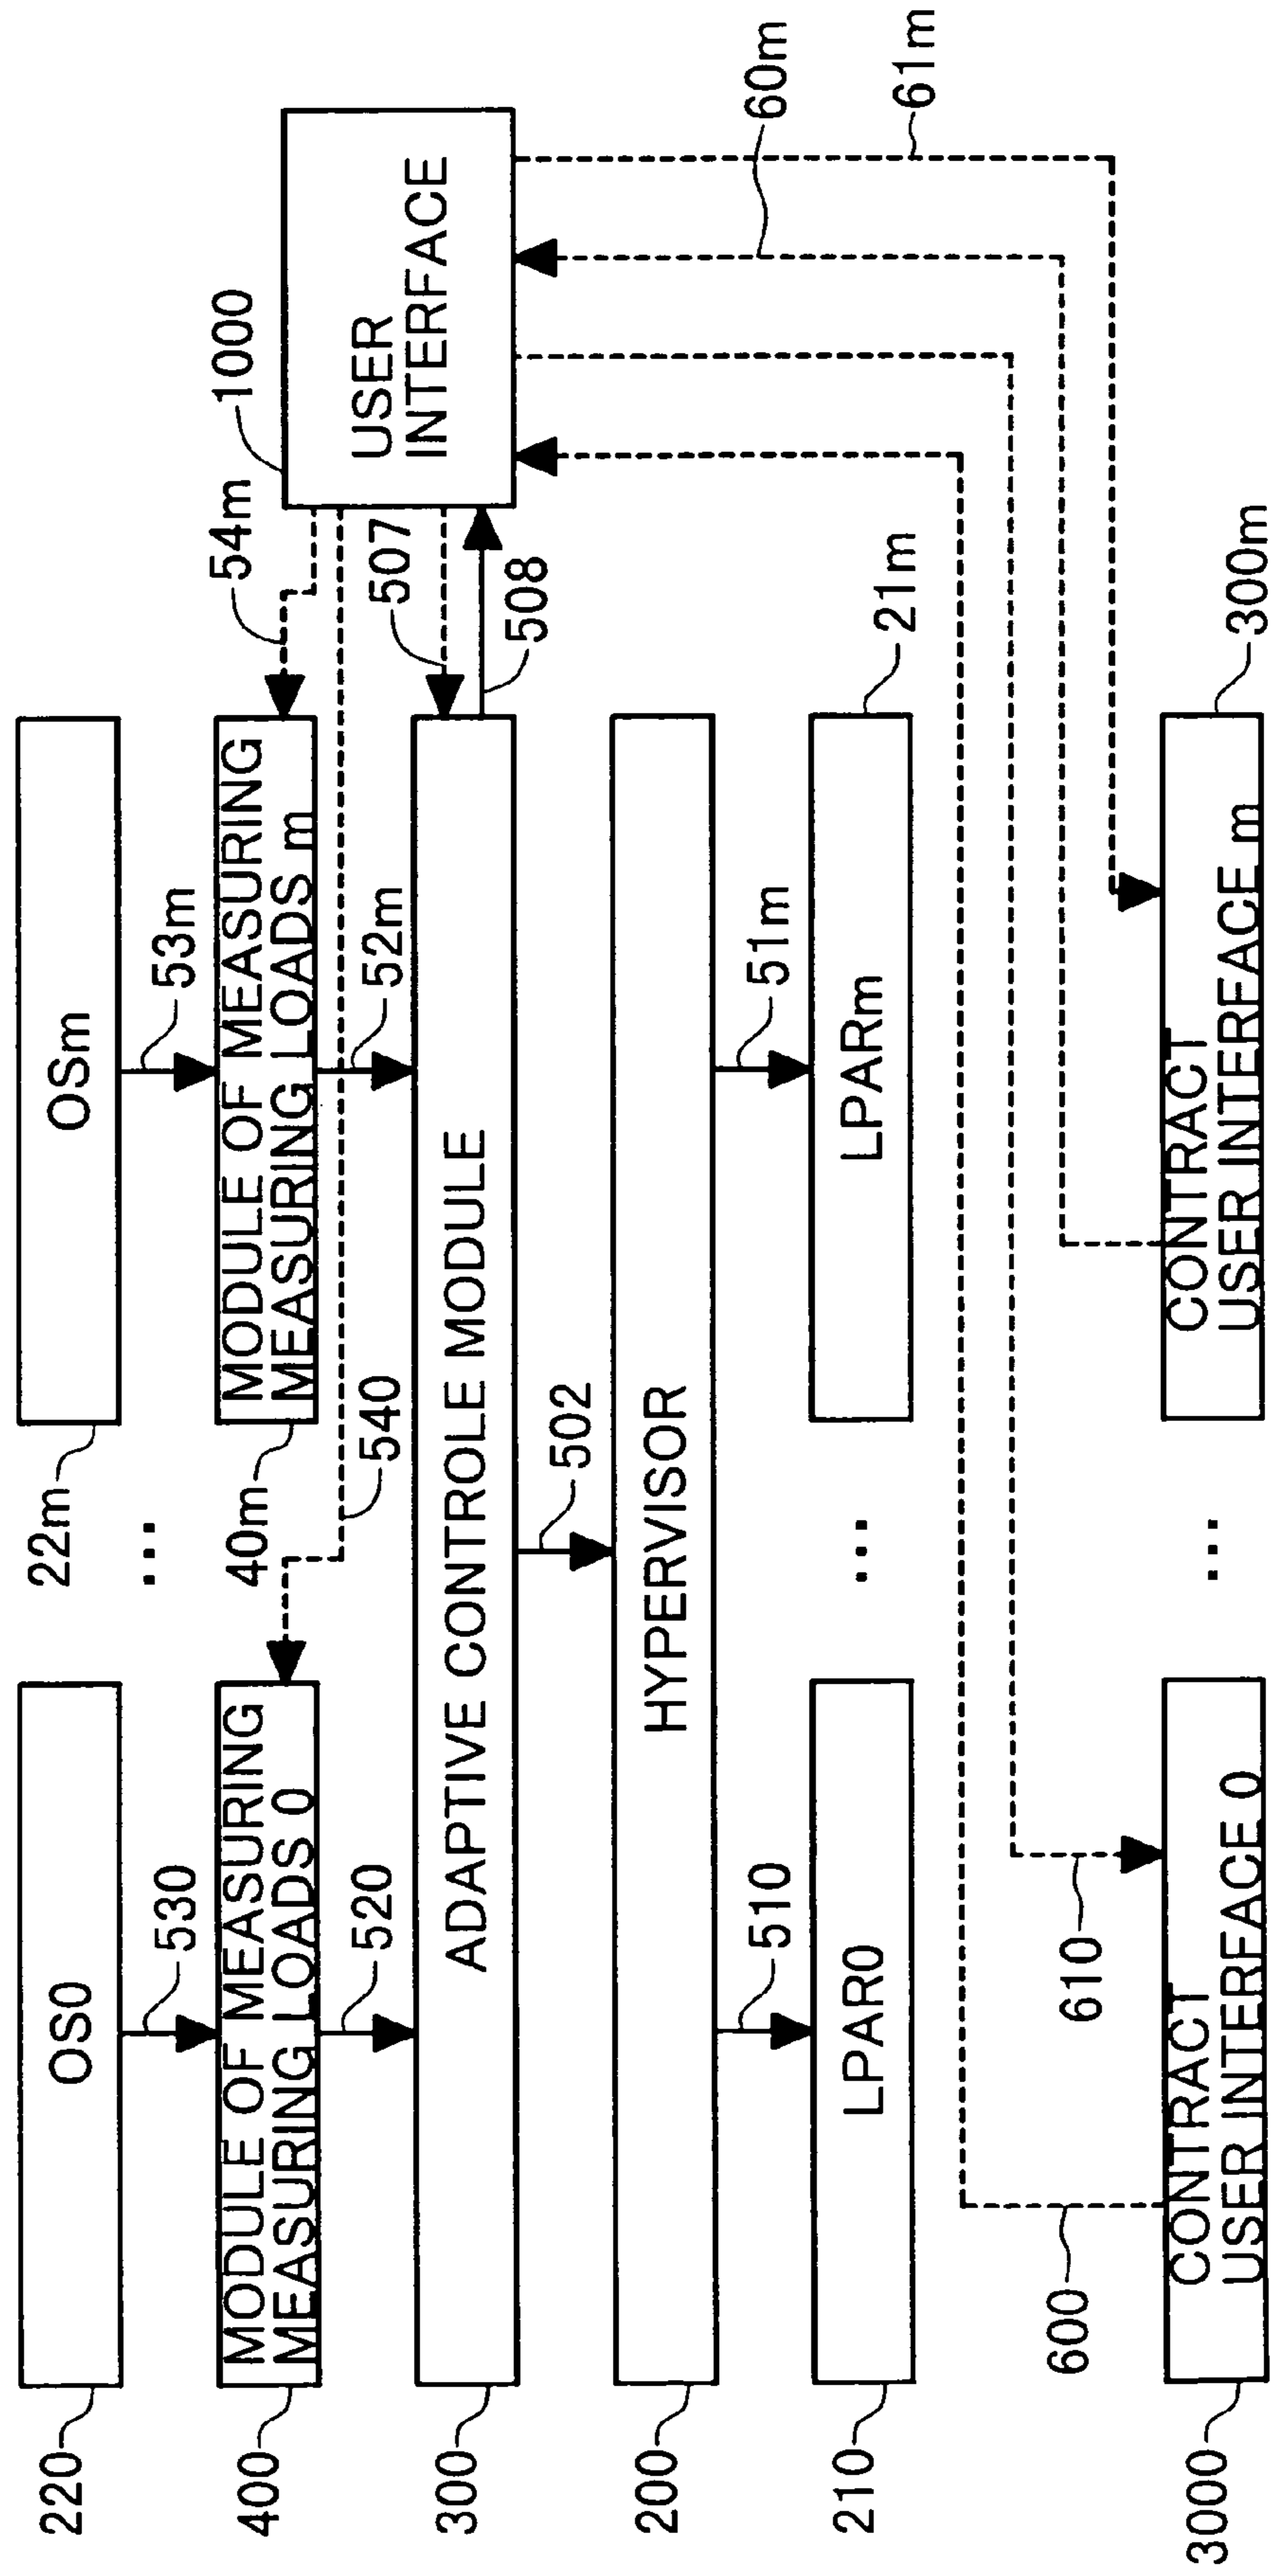 220
OS0
530
400
MODULE OF MEASURING
MEASURING LOADS 0
520
300
ADAPTIVE CONTROLE MODULE
502
200
HYPERVISOR
510
210
LPAR0
600
610
3000
CONTRACT
USER INTERFACE 0
...
22m
OSm
53m
40m
MODULE OF MEASURING
MEASURING LOADS m
540
52m
51m
...
LPARm
21m
...
CONTRACT
USER INTERFACE m
300m
54m
507
508
1000
USER
INTERFACE
60m
61m